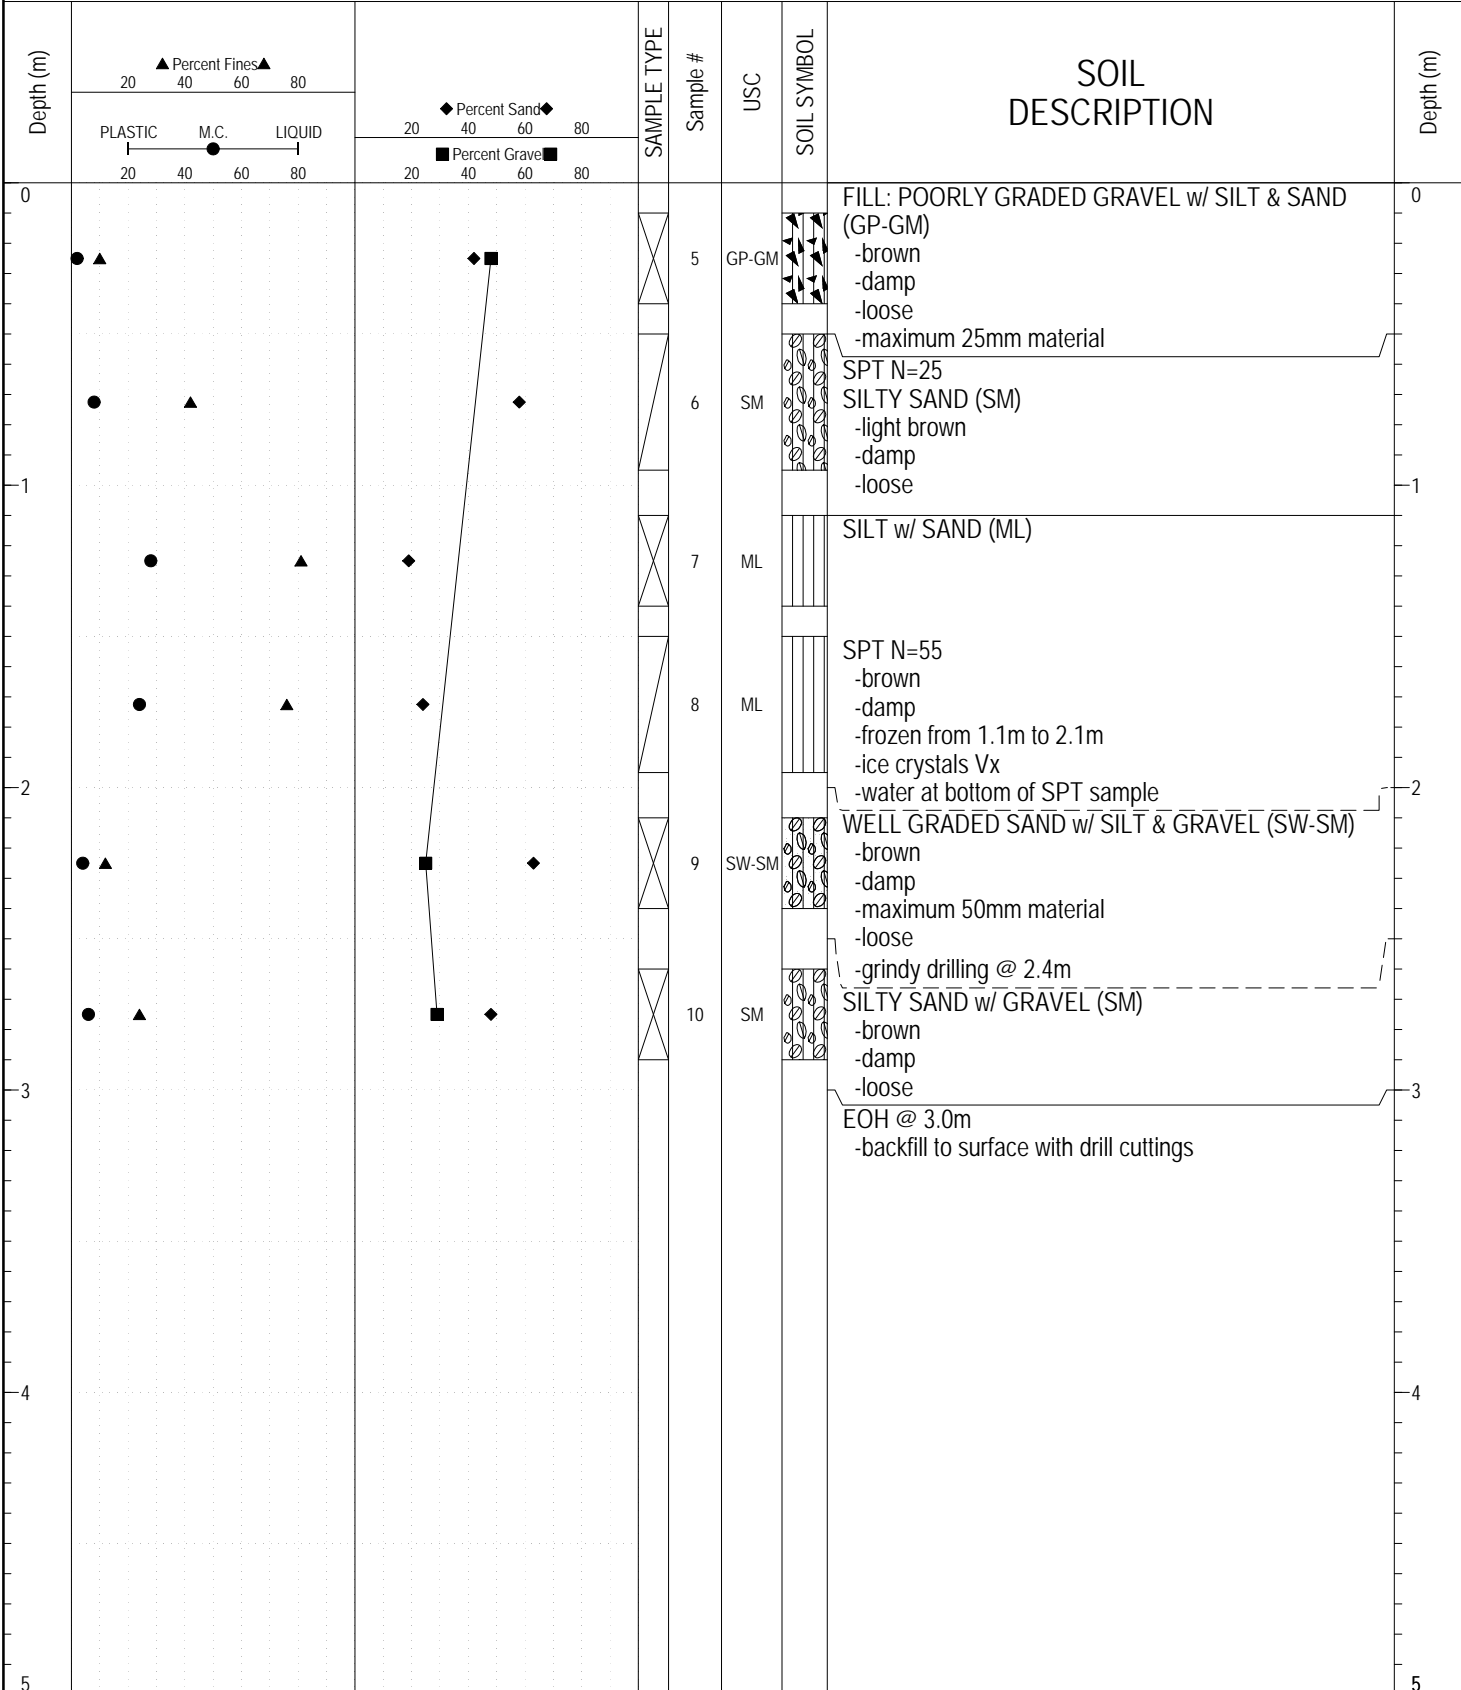 Depth (m)
▲ Percent Fines ▲
20 40 60 80
PLASTIC M.C. LIQUID
20 40 60 80
◆ Percent Sand ◆
20 40 60 80
■ Percent Gravel ■
20 40 60 80
SAMPLE TYPE
Sample #
USC
SOIL SYMBOL
SOIL
DESCRIPTION
Depth (m)
0
FILL: POORLY GRADED GRAVEL w/ SILT & SAND
0
(GP-GM)
-brown
5 GP-GM
-damp
-loose
-maximum 25mm material
SPT N=25
6 SM
SILTY SAND (SM)
-light brown
-damp
1
-loose
1
SILT w/ SAND (ML)
7 ML
SPT N=55
-brown
8 ML
-damp
-frozen from 1.1m to 2.1m
-ice crystals Vx
2
-water at bottom of SPT sample
2
WELL GRADED SAND w/ SILT & GRAVEL (SW-SM)
-brown
9 SW-SM
-damp
-maximum 50mm material
-loose
-grindy drilling @ 2.4m
SILTY SAND w/ GRAVEL (SM)
10 SM
-brown
-damp
3
-loose
3
EOH @ 3.0m
-backfill to surface with drill cuttings
4
4
5
5